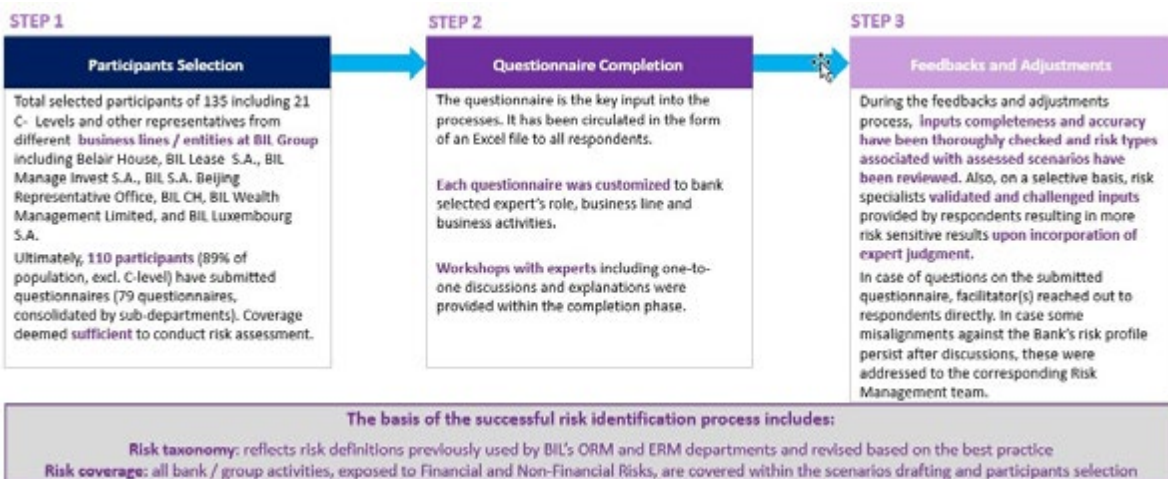 STEP 1
Participants Selection
Total selected participants of 135 including 21
C- Levels and other representatives from
different business lines / entities at BIL Group
including Belair House, BIL Lease S.A., BIL
Manage Invest S.A., BIL S.A. Beijing
Representative Office, BIL CH, BIL Wealth
Management Limited, and BIL Luxembourg
S.A.
Ultimately, 110 participants (89% of
population, excl. C-level) have submitted
questionnaires (79 questionnaires,
consolidated by sub-departments). Coverage
deemed sufficient to conduct risk assessment.
STEP 2
Questionnaire Completion
The questionnaire is the key input into the
processes. It has been circulated in the form
of an Excel file to all respondents.
Each questionnaire was customized to bank
selected expert's role, business line and
business activities.
Workshops with experts including one-to-
one discussions and explanations were
provided within the completion phase.
STEP 3
Feedbacks and Adjustments
During the feedbacks and adjustments
process, inputs completeness and accuracy
have been thoroughly checked and risk types
associated with assessed scenarios have
been reviewed. Also, on a selective basis, risk
specialists validated and challenged inputs
provided by respondents resulting in more
risk sensitive results upon incorporation of
expert judgment.
In case of questions on the submitted
questionnaire, facilitator(s) reached out to
respondents directly. In case some
misalignments against the Bank's risk profile
persist after discussions, these were
addressed to the corresponding Risk
Management team.
The basis of the successful risk identification process includes:
Risk taxonomy: reflects risk definitions previously used by BIL's ORM and ERM departments and revised based on the best practice
Risk coverage: all bank / group activities, exposed to Financial and Non-Financial Risks, are covered within the scenarios drafting and participants selection